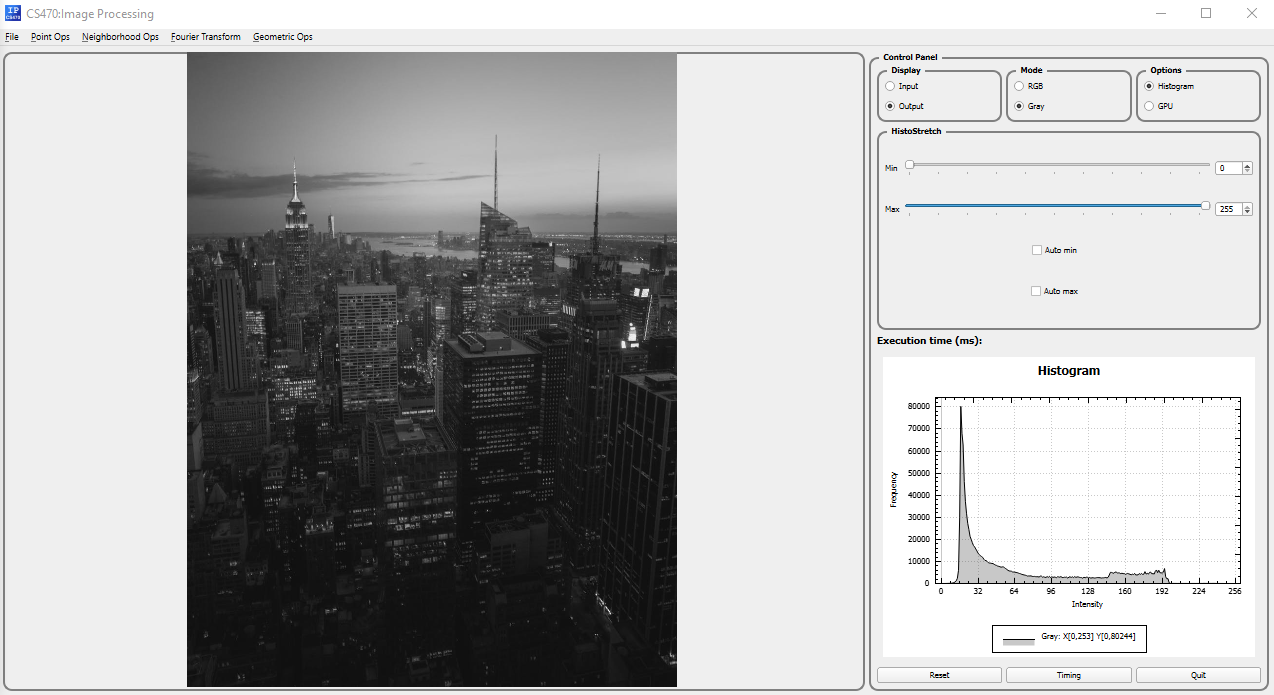 IP CS470 CS470:Image Processing
File Point Ops Neighborhood Ops Fourier Transform Geometric Ops
Control Panel
Display Mode Options
Input RGB Histogram
Output Gray GPU
HistoStretch
Min 0
Max 255
Auto min
Auto max
Execution time (ms):
Histogram
80000
70000
60000
50000
40000
30000
20000
10000
0
Frequency
0 32 64 96 128 160 192 224 256
Intensity
Gray: X[0,253] Y[0,80244]
Reset Timing Quit